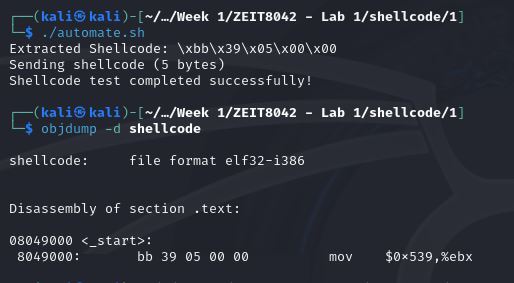 ┌──(kali㉿kali)-[~/…/Week 1/ZEIT8042 - Lab 1/shellcode/1]
└─$ ./automate.sh
Extracted Shellcode: \xbb\x39\x05\x00\x00
Sending shellcode (5 bytes)
Shellcode test completed successfully!
┌──(kali㉿kali)-[~/…/Week 1/ZEIT8042 - Lab 1/shellcode/1]
└─$ objdump -d shellcode
shellcode:     file format elf32-i386
Disassembly of section .text:
08049000 <_start>:
 8049000:       bb 39 05 00 00          mov    $0×539,%ebx